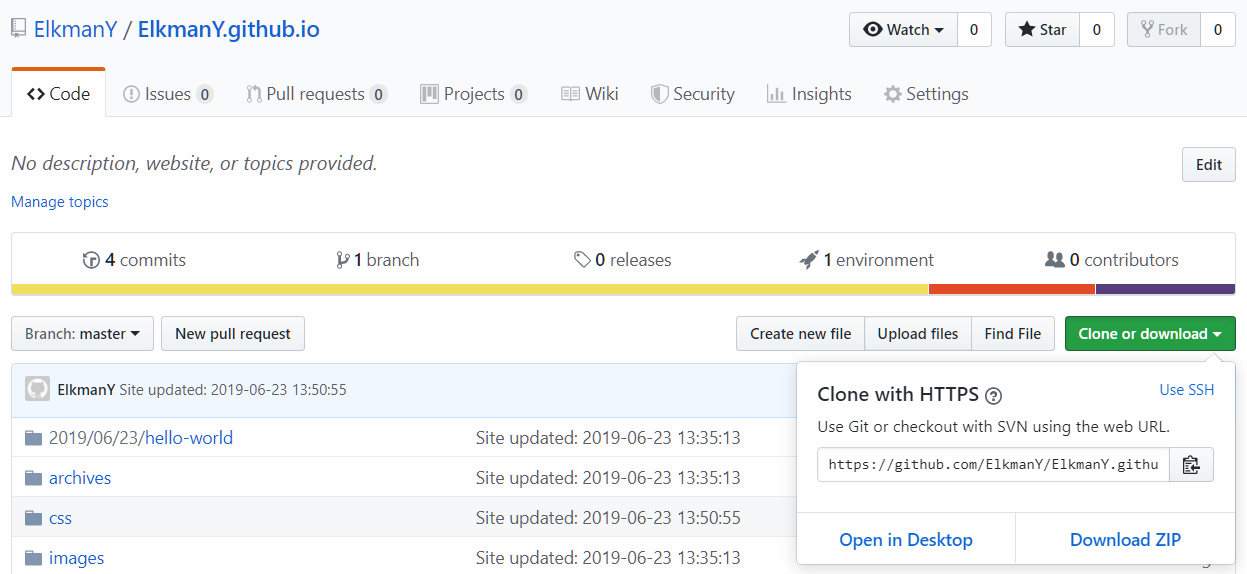 ElkmanY / ElkmanY.github.io Watch 0 Star 0 Fork 0
Code Issues 0 Pull requests 0 Projects 0 Wiki Security Insights Settings
No description, website, or topics provided. Edit
Manage topics
4 commits 1 branch 0 releases 1 environment 0 contributors
Branch: master New pull request Create new file Upload files Find File Clone or download
ElkmanY Site updated: 2019-06-23 13:50:55
2019/06/23/hello-world Site updated: 2019-06-23 13:35:13
archives Site updated: 2019-06-23 13:35:13
css Site updated: 2019-06-23 13:50:55
images Site updated: 2019-06-23 13:35:13
Clone with HTTPS ? Use SSH
Use Git or checkout with SVN using the web URL.
https://github.com/ElkmanY/ElkmanY.githu
Open in Desktop Download ZIP